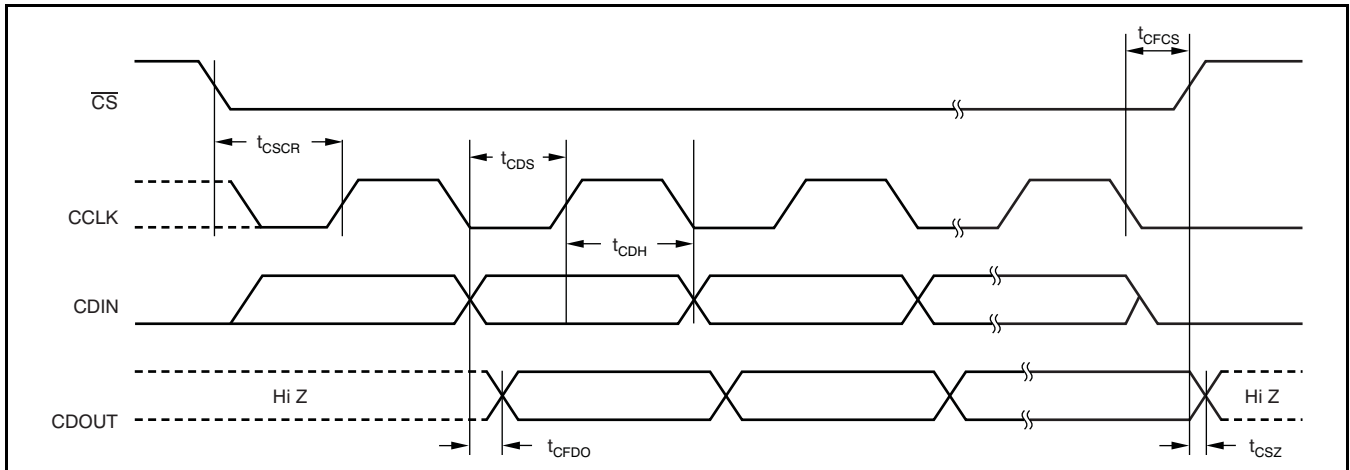 tCFCS
CS
tCSCR
tCDS
CCLK
tCDH
CDIN
Hi Z
Hi Z
CDOUT
tCFDO
tCSZ